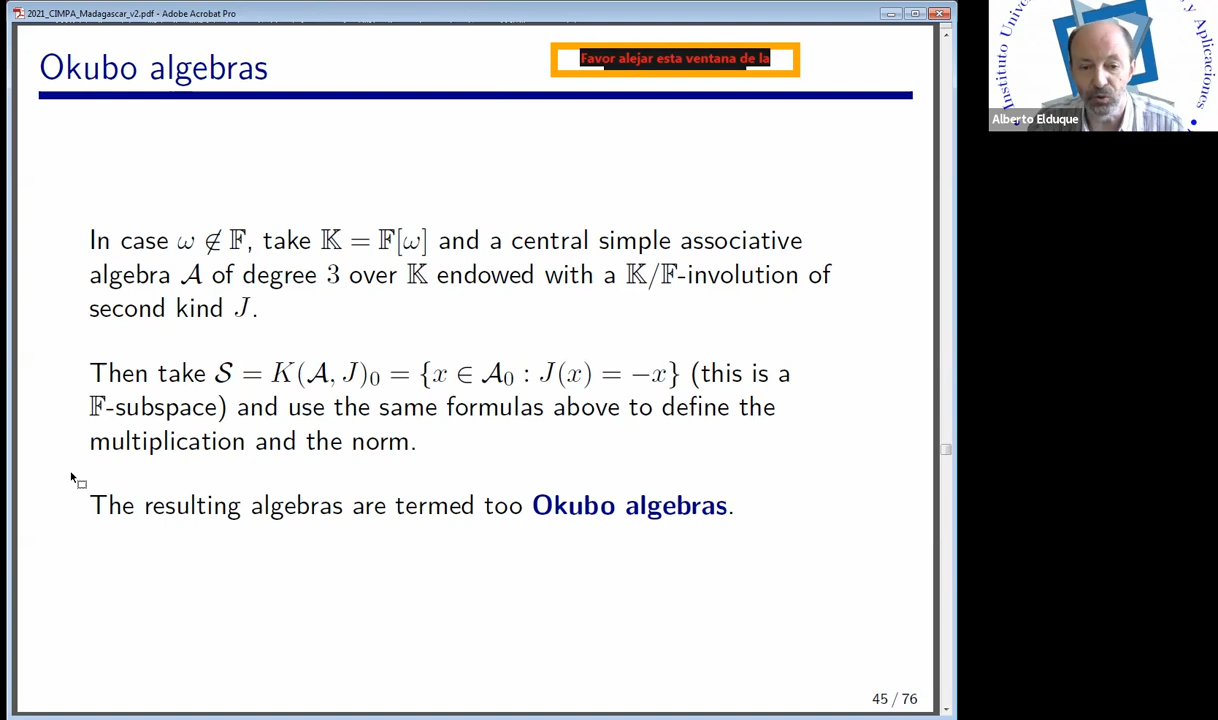 2021_CIMPA_Madagascar_v2.pdf - Adobe Acrobat Pro
Okubo algebras
Favor alejar esta ventana de la
In case ω ∉ 𝔽, take 𝕂 = 𝔽[ω] and a central simple associative
algebra 𝒜 of degree 3 over 𝕂 endowed with a 𝕂/𝔽-involution of
second kind J.
Then take 𝒮 = K(𝒜, J)₀ = {x ∈ 𝒜₀ : J(x) = −x} (this is a
𝔽-subspace) and use the same formulas above to define the
multiplication and the norm.
The resulting algebras are termed too Okubo algebras.
45 / 76
Instituto Univer
y Aplicaciones
Alberto Elduque